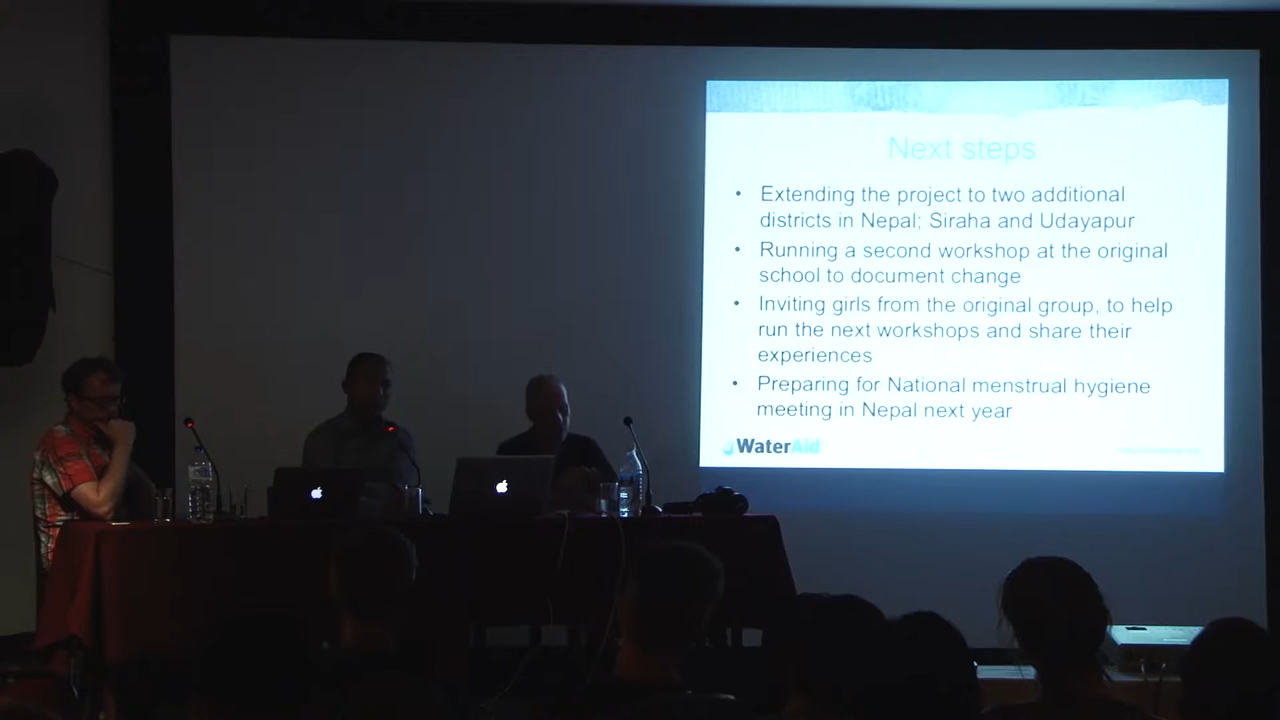 Next steps
• Extending the project to two additional
districts in Nepal; Siraha and Udayapur
• Running a second workshop at the original
school to document change
• Inviting girls from the original group, to help
run the next workshops and share their
experiences
• Preparing for National menstrual hygiene
meeting in Nepal next year
WaterAid